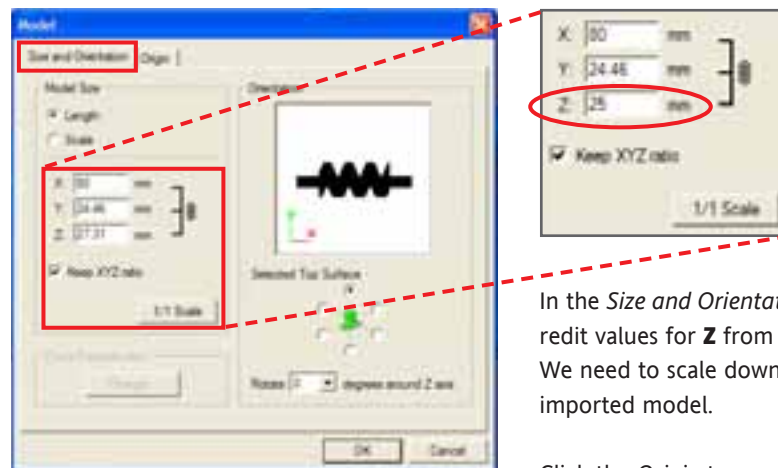 Model
Size and Orientation Origin
Model Size
Length
Scale
X: 80 mm
Y: 24.46 mm
Z: 27.31 mm
Keep XYZ ratio
1/1 Scale
Orientation
Y
X
Selected Top Surface
Rotate 0 degrees around Z axis
OK Cancel
X: 80 mm
Y: 24.46 mm
Z: 25 mm
Keep XYZ ratio
1/1 Scale
In the Size and Orientat
redit values for Z from
We need to scale down
imported model.